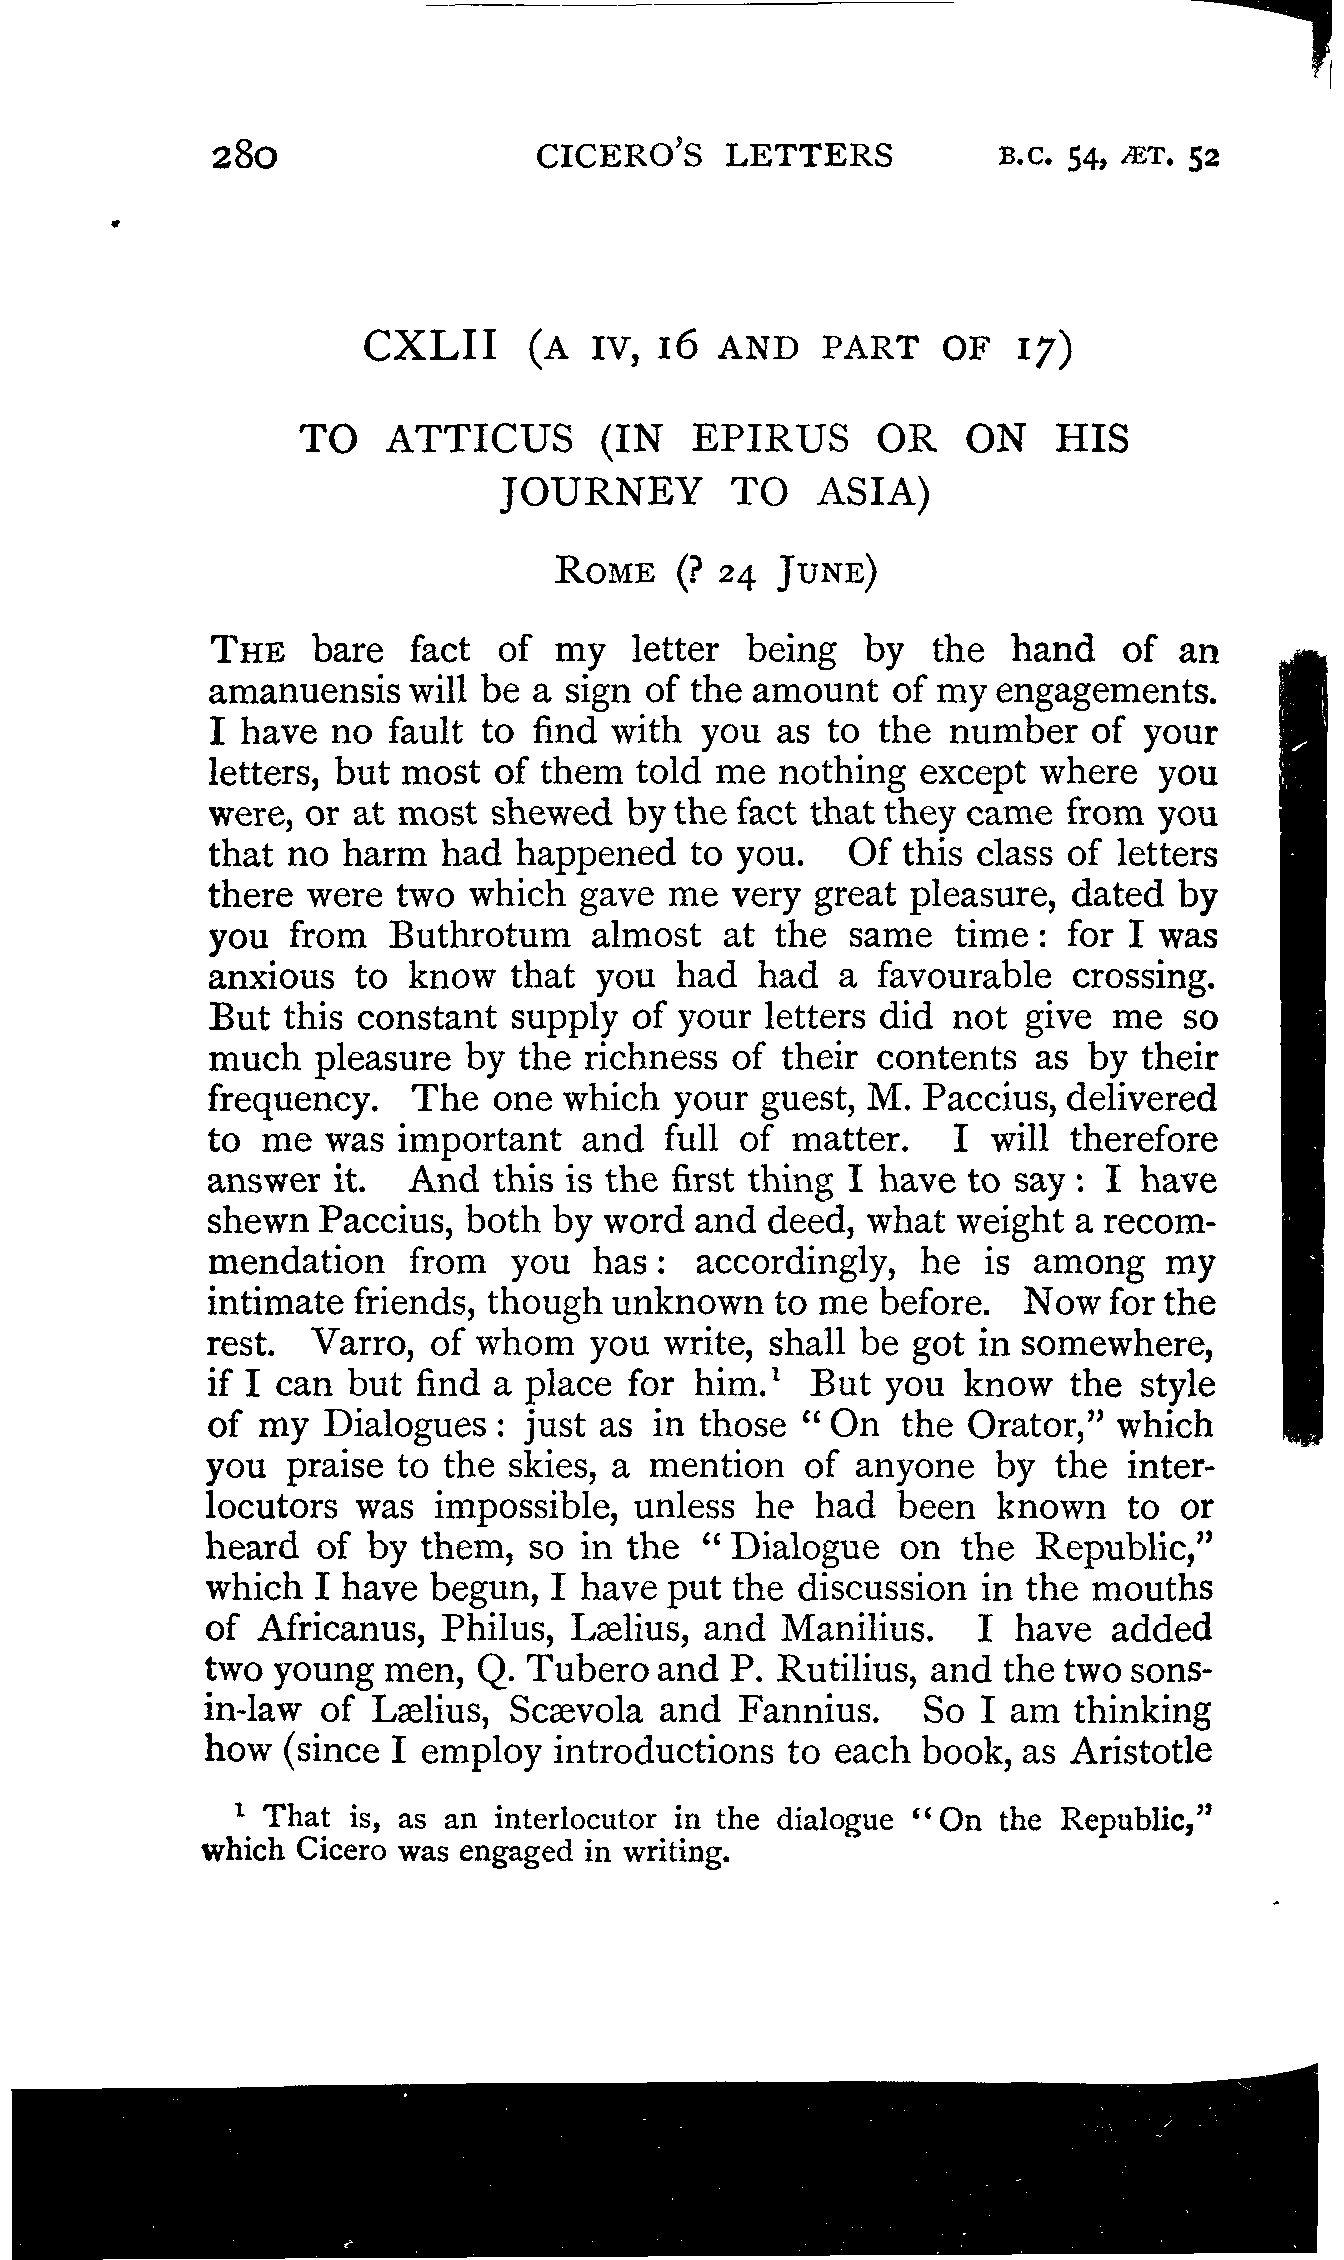 280 CICERO'S LETTERS B.C. 54, ÆT. 52
CXLII (A IV, 16 AND PART OF 17)
TO ATTICUS (IN EPIRUS OR ON HIS
JOURNEY TO ASIA)
ROME (? 24 JUNE)
THE bare fact of my letter being by the hand of an
amanuensis will be a sign of the amount of my engagements.
I have no fault to find with you as to the number of your
letters, but most of them told me nothing except where you
were, or at most shewed by the fact that they came from you
that no harm had happened to you. Of this class of letters
there were two which gave me very great pleasure, dated by
you from Buthrotum almost at the same time : for I was
anxious to know that you had had a favourable crossing.
But this constant supply of your letters did not give me so
much pleasure by the richness of their contents as by their
frequency. The one which your guest, M. Paccius, delivered
to me was important and full of matter. I will therefore
answer it. And this is the first thing I have to say : I have
shewn Paccius, both by word and deed, what weight a recom-
mendation from you has : accordingly, he is among my
intimate friends, though unknown to me before. Now for the
rest. Varro, of whom you write, shall be got in somewhere,
if I can but find a place for him.¹ But you know the style
of my Dialogues : just as in those “ On the Orator,” which
you praise to the skies, a mention of anyone by the inter-
locutors was impossible, unless he had been known to or
heard of by them, so in the “ Dialogue on the Republic,”
which I have begun, I have put the discussion in the mouths
of Africanus, Philus, Lælius, and Manilius. I have added
two young men, Q. Tubero and P. Rutilius, and the two sons-
in-law of Lælius, Scævola and Fannius. So I am thinking
how (since I employ introductions to each book, as Aristotle
¹ That is, as an interlocutor in the dialogue “On the Republic,”
which Cicero was engaged in writing.